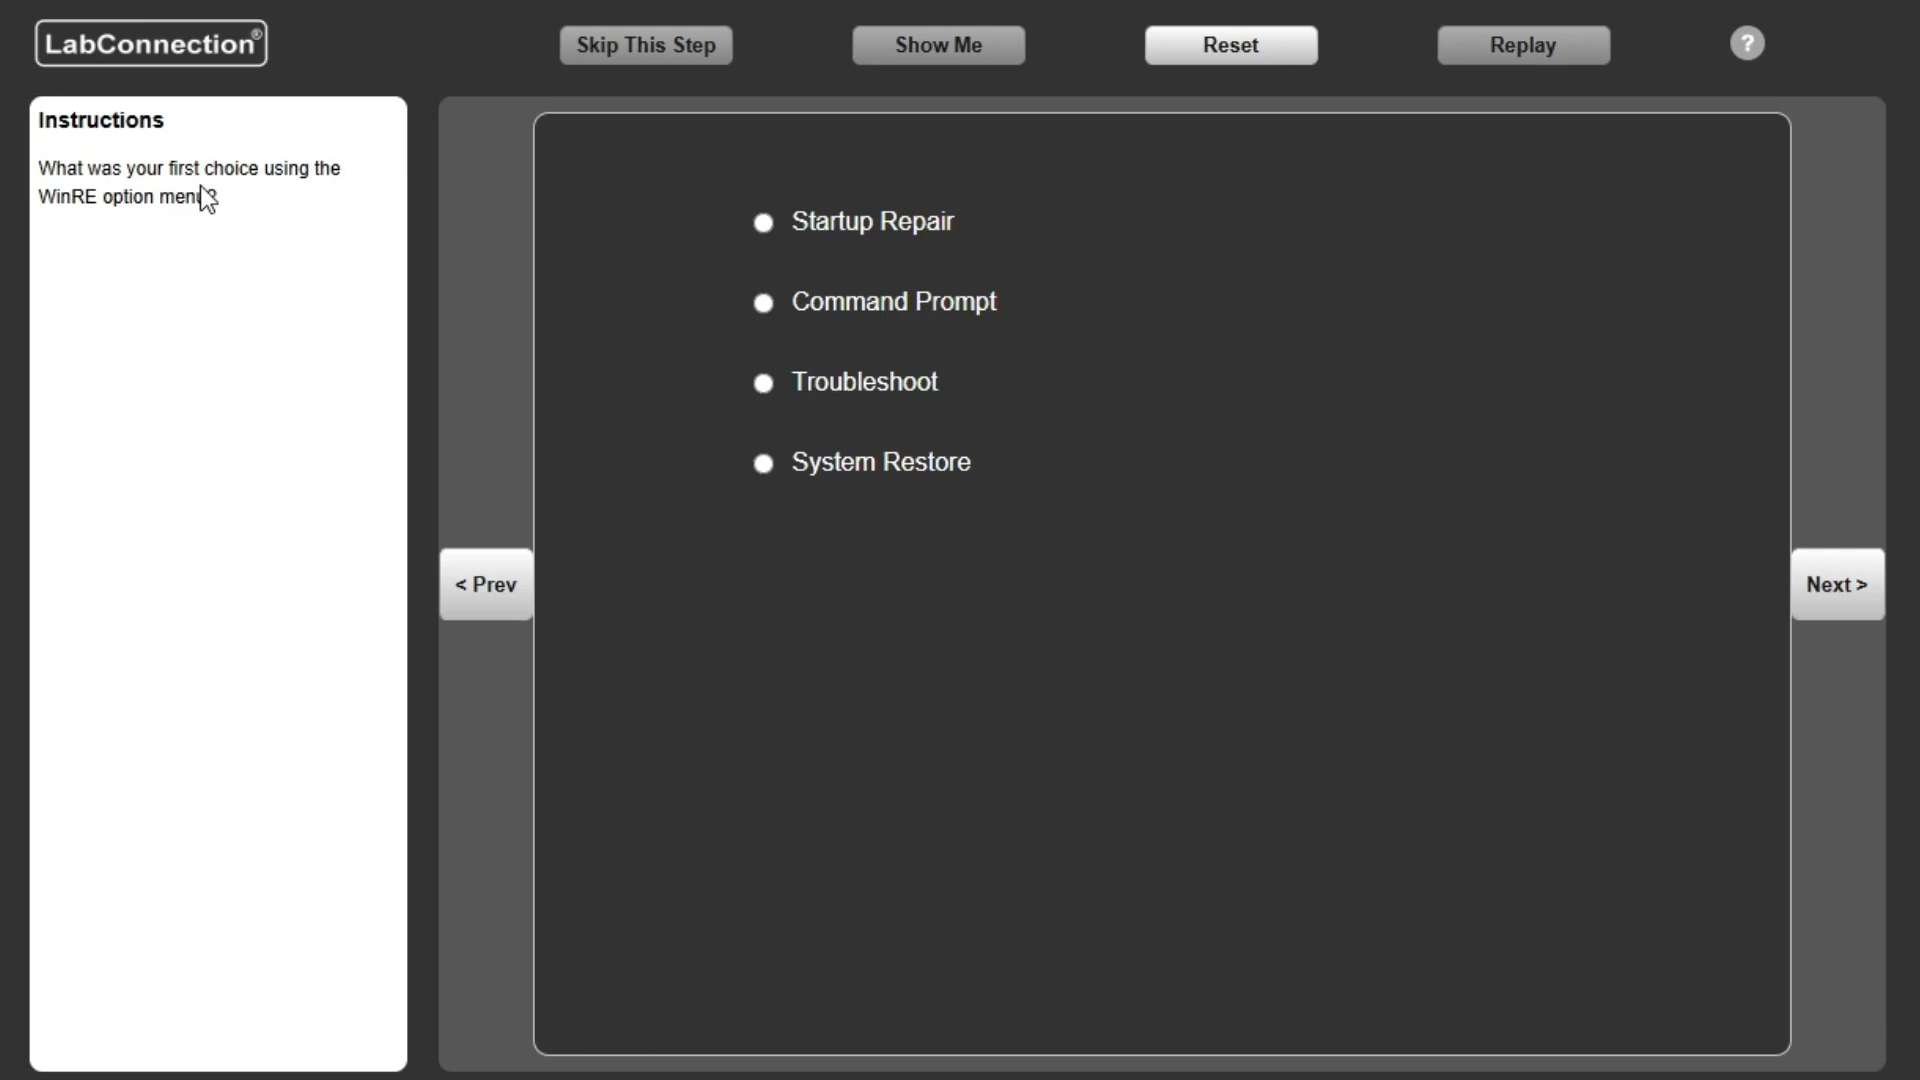 LabConnection®
Skip This Step
Show Me
Reset
Replay
?
Instructions
What was your first choice using the
WinRE option menu?
Startup Repair
Command Prompt
Troubleshoot
System Restore
< Prev
Next >